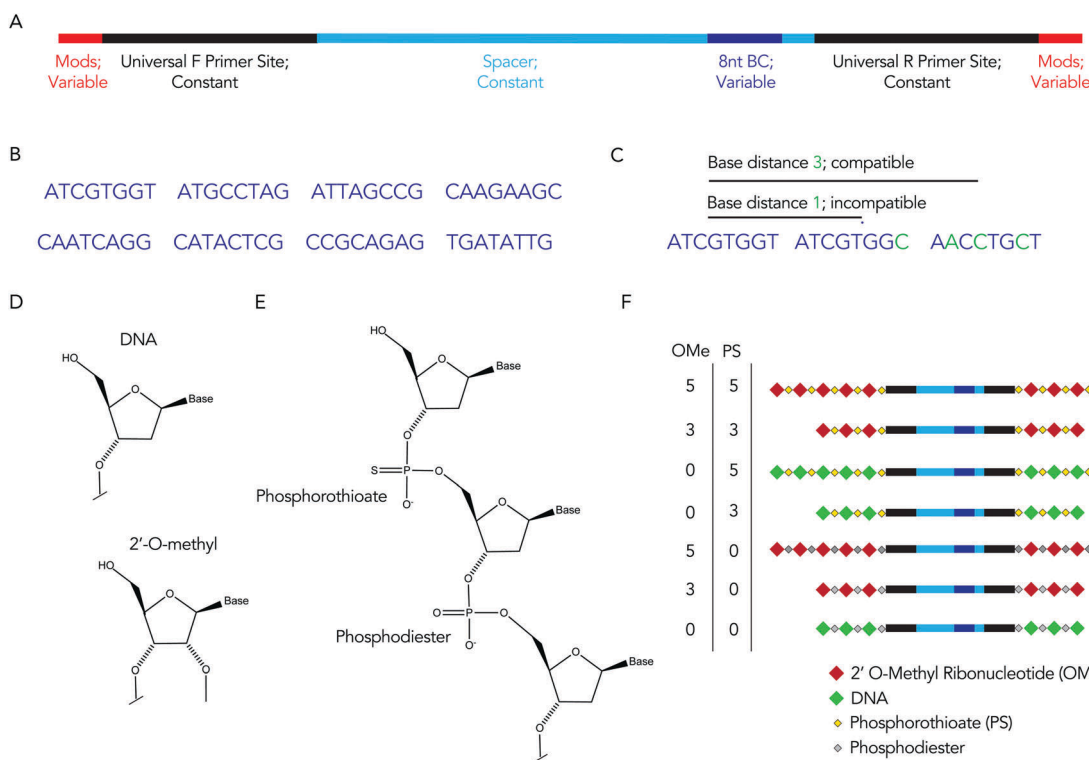 A
Mods;
Variable
Universal F Primer Site;
Constant
Spacer;
Constant
8nt BC;
Variable
Universal R Primer Site;
Constant
Mods;
Variable
B
ATCGTGGT ATGCCTAG ATTAGCCG CAAGAAGC
CAATCAGG CATACTCG CCGCAGAG TGATATTG
C
Base distance 3; compatible
Base distance 1; incompatible
ATCGTGGT ATCGTGGC AACCTGCT
D
DNA
HO
O
Base
O
2′-O-methyl
HO
O
Base
O
O
E
HO
O
Base
O
S
P
O
O-
Phosphorothioate
O
Base
O
O
P
O
O-
Phosphodiester
O
Base
O
F
OMe PS
5 5
3 3
0 5
0 3
5 0
3 0
0 0
2′ O-Methyl Ribonucleotide (OM
DNA
Phosphorothioate (PS)
Phosphodiester